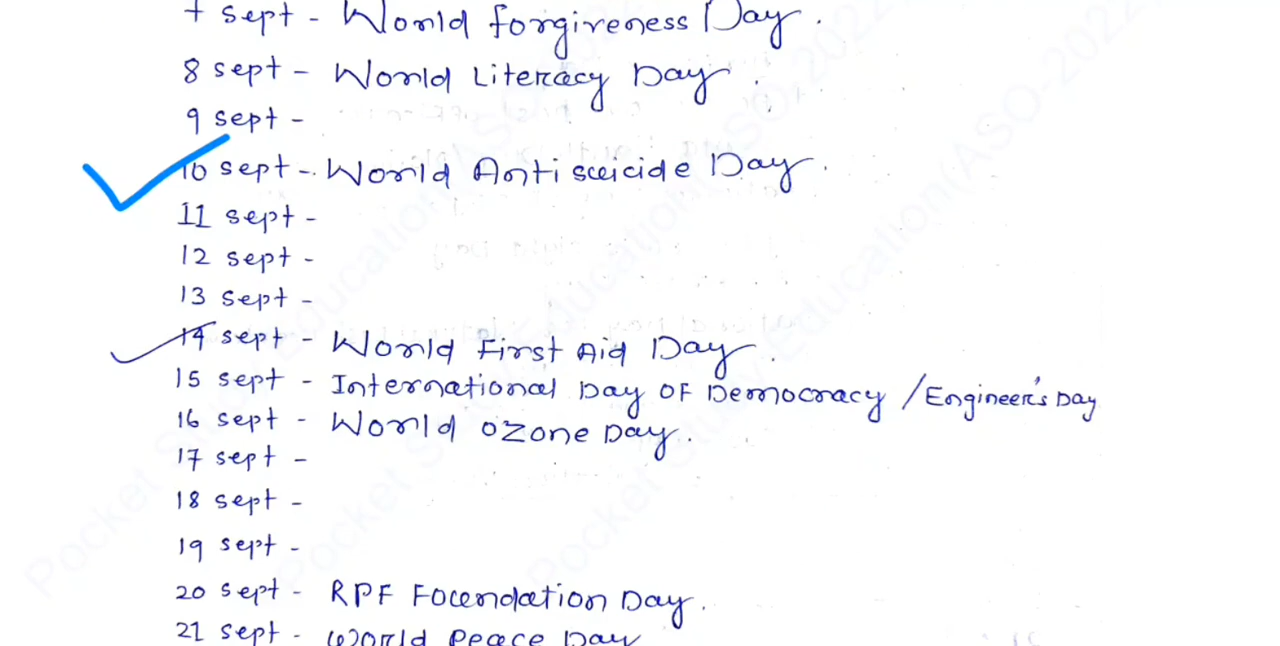 7 sept - World forgiveness Day.
8 sept - World Literacy Day.
9 sept -
10 sept - World Anti suicide Day.
11 sept -
12 sept -
13 sept -
14 sept - World First Aid Day.
15 sept - International Day OF Democracy / Engineer's Day
16 sept - World Ozone Day.
17 sept -
18 sept -
19 sept -
20 sept - RPF Foundation Day.
21 sept - World Peace Day